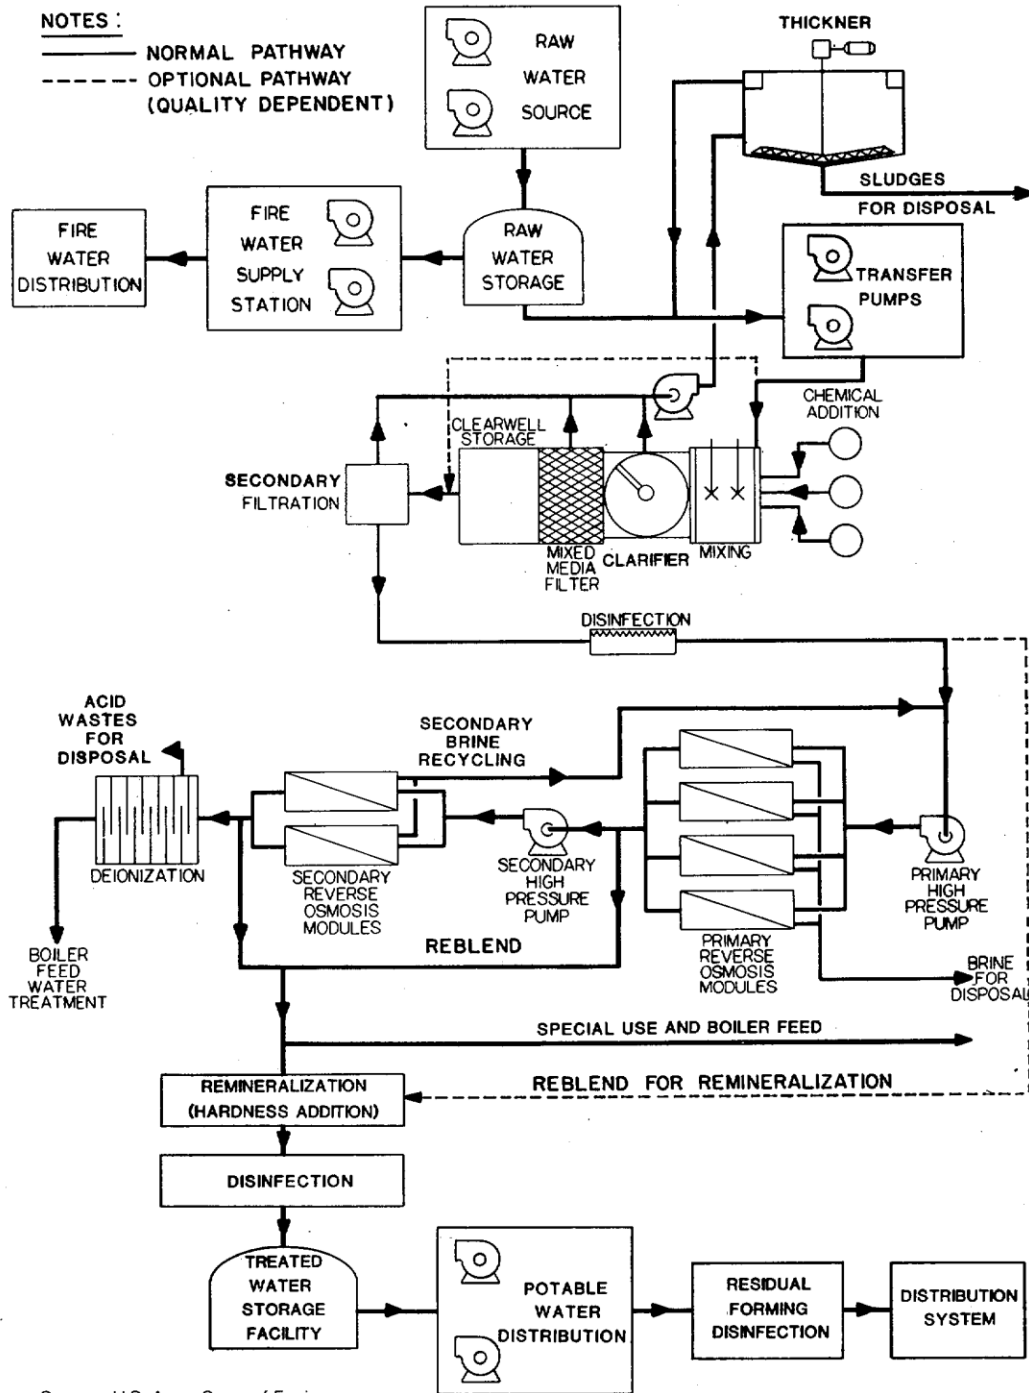 NOTES :
NORMAL PATHWAY
OPTIONAL PATHWAY
(QUALITY DEPENDENT)
RAW
WATER
SOURCE
THICKNER
SLUDGES
FOR DISPOSAL
FIRE
WATER
DISTRIBUTION
FIRE
WATER
SUPPLY
STATION
RAW
WATER
STORAGE
TRANSFER
PUMPS
CHEMICAL
ADDITION
CLEARWELL
STORAGE
SECONDARY
FILTRATION
MIXED
MEDIA
FILTER
CLARIFIER
MIXING
DISINFECTION
ACID
WASTES
FOR
DISPOSAL
SECONDARY
BRINE
RECYCLING
DEIONIZATION
SECONDARY
REVERSE
OSMOSIS
MODULES
SECONDARY
HIGH
PRESSURE
PUMP
PRIMARY
HIGH
PRESSURE
PUMP
REBLEND
PRIMARY
REVERSE
OSMOSIS
MODULES
BOILER
FEED
WATER
TREATMENT
BRINE
FOR
DISPOSAL
SPECIAL USE AND BOILER FEED
REMINERALIZATION
(HARDNESS ADDITION)
REBLEND FOR REMINERALIZATION
DISINFECTION
TREATED
WATER
STORAGE
FACILITY
POTABLE
WATER
DISTRIBUTION
RESIDUAL
FORMING
DISINFECTION
DISTRIBUTION
SYSTEM